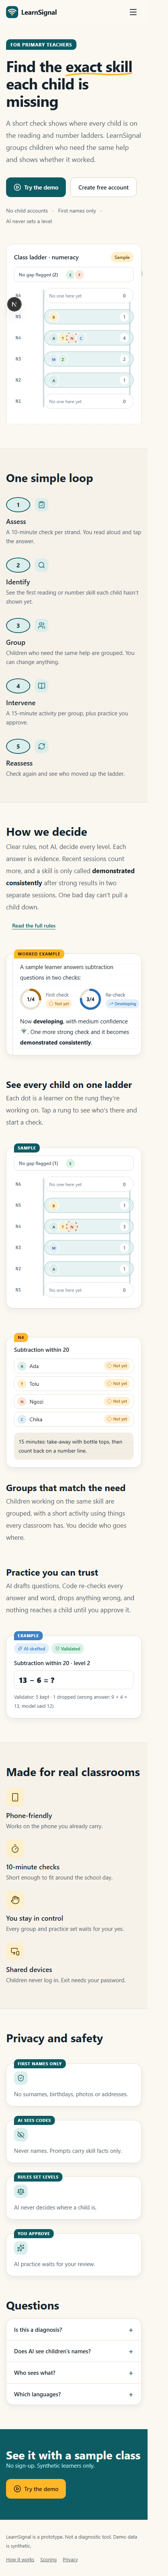 LearnSignal
FOR PRIMARY TEACHERS
Find the exact skill
each child is
missing
A short check shows where every child is on
the reading and number ladders. LearnSignal
groups children who need the same help
and shows whether it worked.
Try the demo
Create free account
No child accounts · First names only ·
AI never sets a level
Class ladder · numeracy
Sample
No gap flagged (2)
No one here yet 0
N5 B 1
N4 A T N C 4
N3 M Z 2
N2 A 1
N1 No one here yet 0
One simple loop
1
Assess
A 10-minute check per strand. You read aloud and tap
the answer.
2
Identify
See the first reading or number skill each child hasn't
shown yet.
3
Group
Children who need the same help are grouped. You
can change anything.
4
Intervene
A 15-minute activity per group, plus practice you
approve.
5
Reassess
Check again and see who moved up the ladder.
How we decide
Clear rules, not AI, decide every level. Each
answer is evidence. Recent sessions count
more, and a skill is only called demonstrated
consistently after strong results in two
separate sessions. One bad day can't pull a
child down.
Read the full rules
WORKED EXAMPLE
A sample learner answers subtraction
questions in two checks:
1/4
First check
Not yet
3/4
Re-check
Developing
Now developing, with medium confidence
. One more strong check and it becomes
demonstrated consistently.
See every child on one ladder
Each dot is a learner on the rung they're
working on. Tap a rung to see who's there and
start a check.
SAMPLE
No gap flagged (1)
N6 No one here yet 0
N5 B 1
N4 A T N 3
N3 M 1
N2 A 1
N1 No one here yet 0
N4
Subtraction within 20
A Ada Not yet
T Tolu Not yet
N Ngozi Not yet
C Chika Not yet
15 minutes: take-away with bottle tops, then
count back on a number line.
Groups that match the need
Children working on the same skill are
grouped, with a short activity using things
every classroom has. You decide who goes
where.
Practice you can trust
AI drafts questions. Code re-checks every
answer and word, drops anything wrong, and
nothing reaches a child until you approve it.
EXAMPLE
AI-drafted
Validated
Subtraction within 20 · level 2
13 − 6 = ?
Made for real classrooms
Phone-friendly
Works on the phone you already carry.
10-minute checks
Short enough to fit around the school day.
You stay in control
Every group and practice set waits for your yes.
Shared devices
Children never log in. Exit needs your password.
Privacy and safety
FIRST NAMES ONLY
No surnames, birthdays, photos or addresses.
AI SEES CODES
Never names. Prompts carry skill facts only.
RULES SET LEVELS
AI never decides where a child is.
YOU APPROVE
AI practice waits for your review.
Questions
Is this a diagnosis? +
Does AI see children's names? +
Who sees what? +
Which languages? +
See it with a sample class
No sign-up. Synthetic learners only.
Try the demo
LearnSignal is a prototype. Not a diagnostic tool. Demo data
is synthetic.
How it works Scoring Privacy